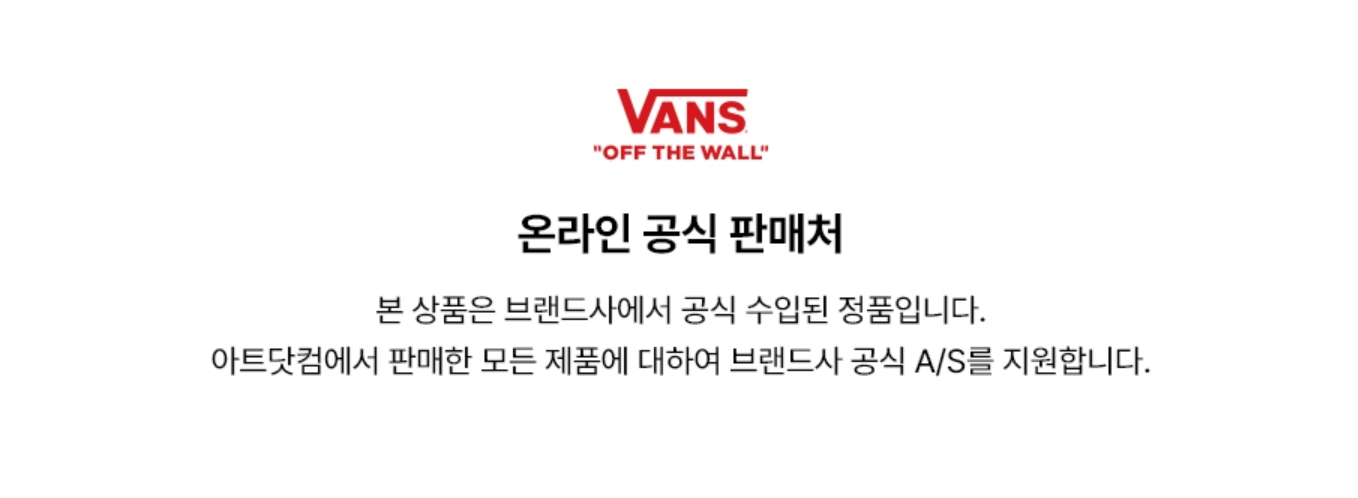 VANS
"OFF THE WALL"
온라인 공식 판매처
본 상품은 브랜드사에서 공식 수입된 정품입니다.
아트닷컴에서 판매한 모든 제품에 대하여 브랜드사 공식 A/S를 지원합니다.